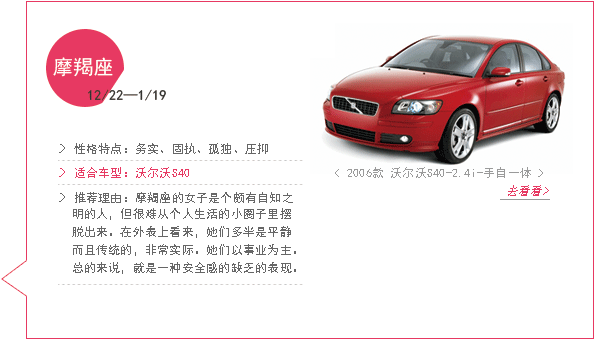 摩羯座
12/22—1/19
> 性格特点：务实、固执、孤独、压抑
> 适合车型：沃尔沃S40
> 推荐理由：摩羯座的女子是个颇有自知之
明的人，但很难从个人生活的小圈子里摆
脱出来。在外表上看来，她们多半是平静
而且传统的，非常实际。她们以事业为主。
总的来说，就是一种安全感的缺乏的表现。
< 2006款 沃尔沃S40-2.4i-手自一体 >
去看看>